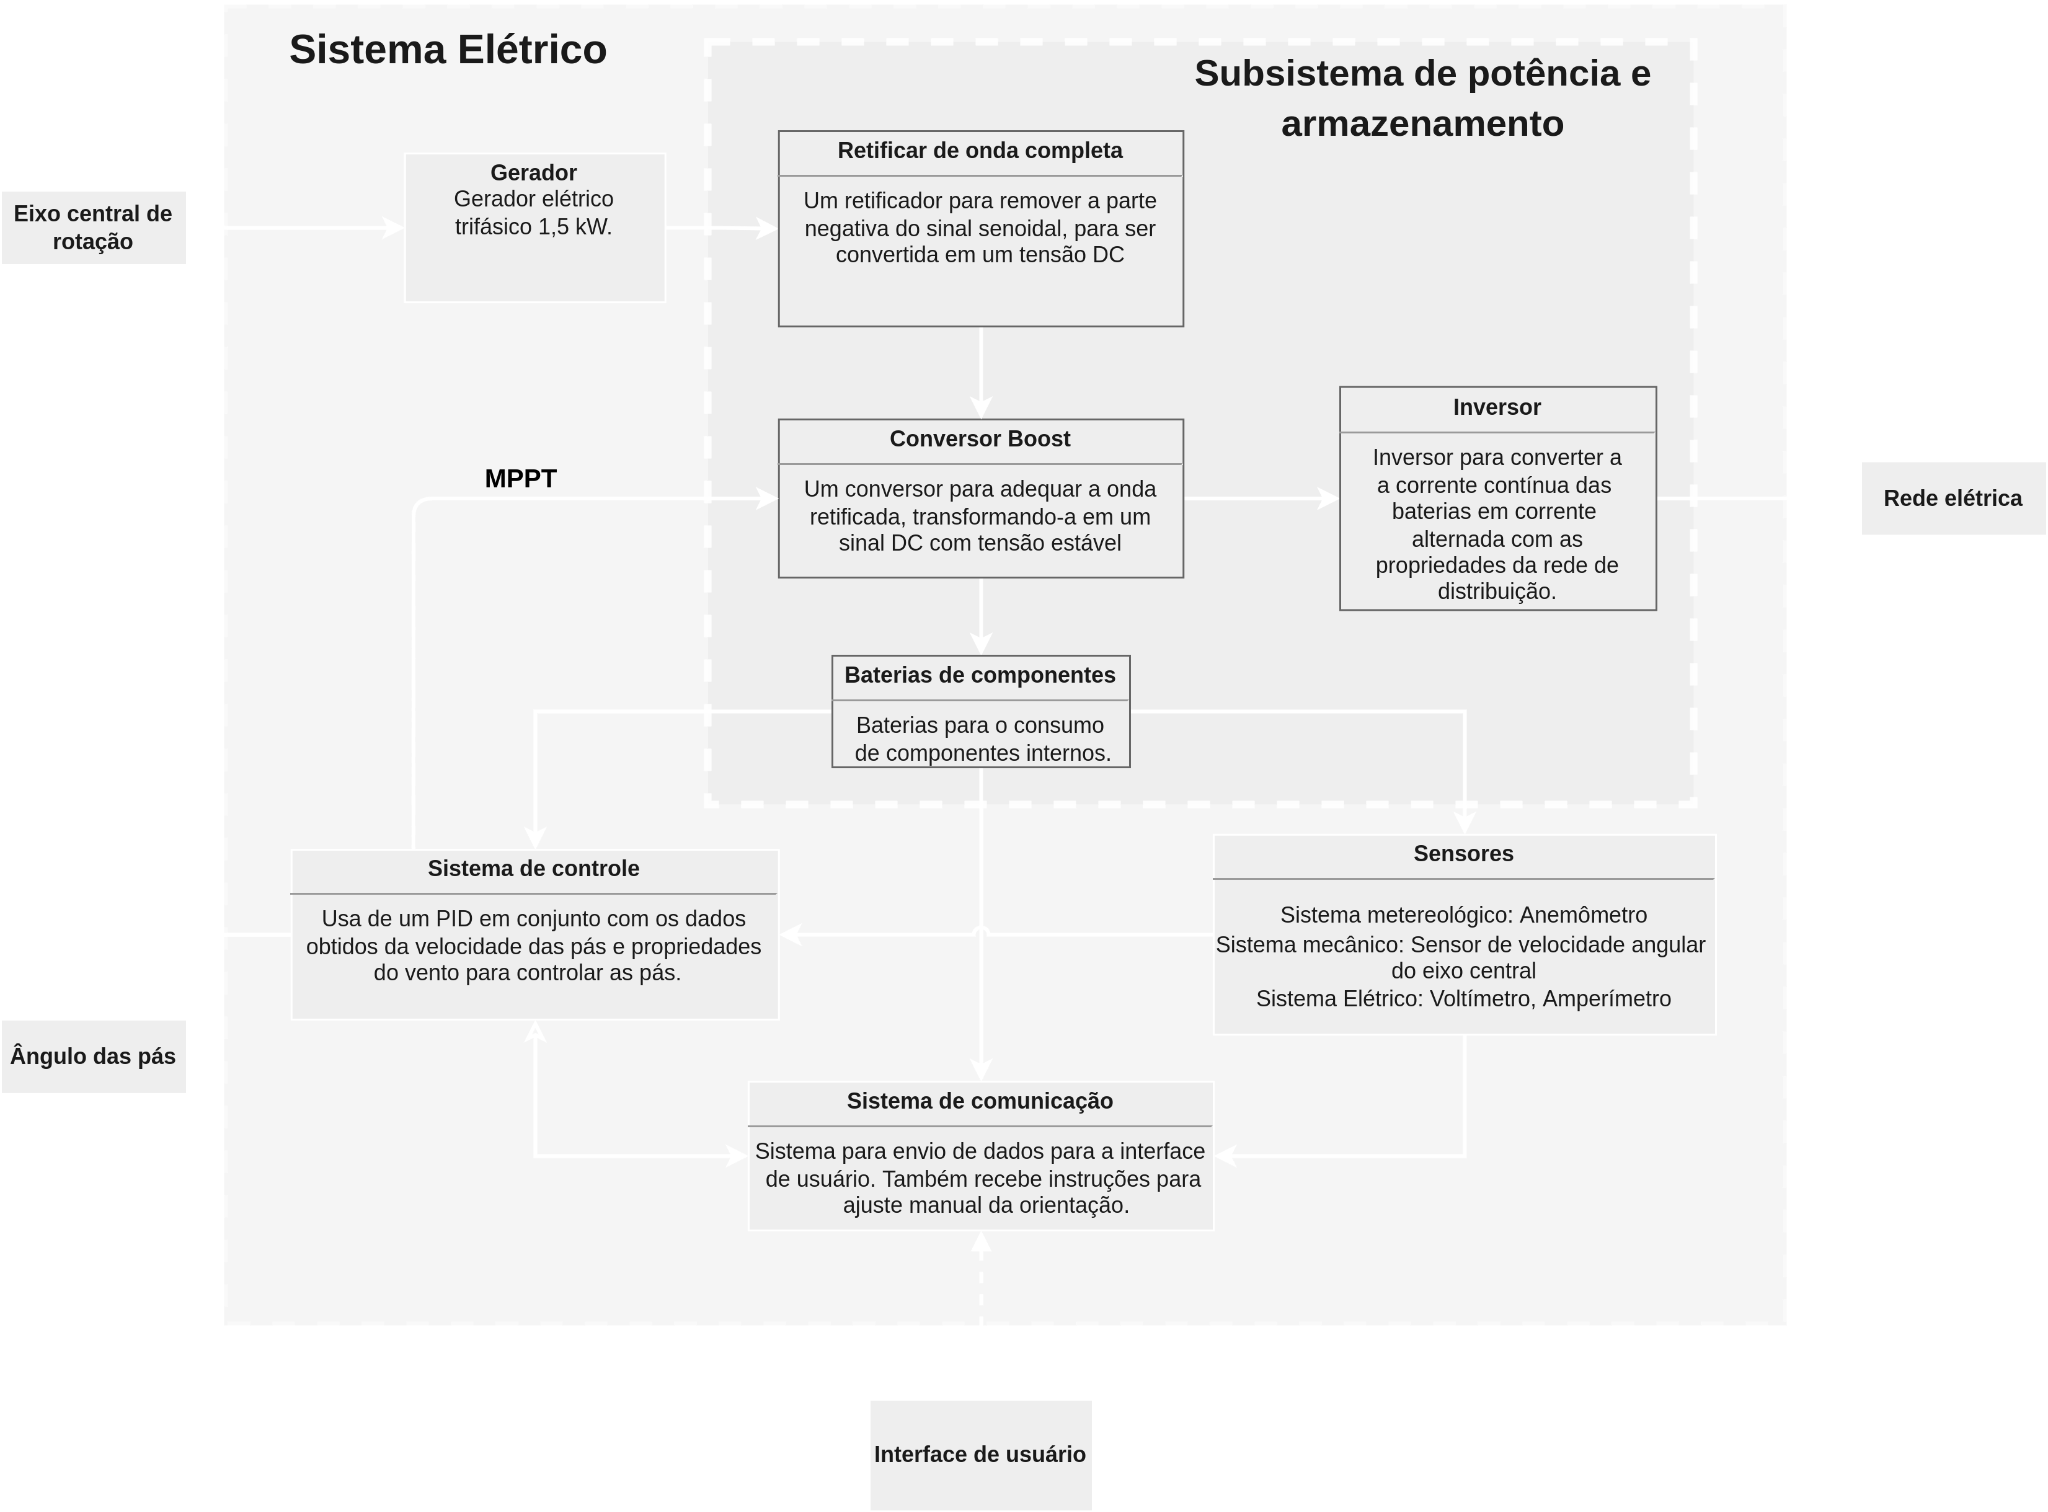 Sistema Elétrico
Subsistema de potência e
armazenamento
Eixo central de
rotação
Gerador
Gerador elétrico
trifásico 1,5 kW.
Retificar de onda completa
Um retificador para remover a parte
negativa do sinal senoidal, para ser
convertida em um tensão DC
MPPT
Conversor Boost
Um conversor para adequar a onda
retificada, transformando-a em um
sinal DC com tensão estável
Inversor
Inversor para converter a
a corrente contínua das
baterias em corrente
alternada com as
propriedades da rede de
distribuição.
Rede elétrica
Baterias de componentes
Baterias para o consumo
de componentes internos.
Sistema de controle
Usa de um PID em conjunto com os dados
obtidos da velocidade das pás e propriedades
do vento para controlar as pás.
Sensores
Sistema metereológico: Anemômetro
Sistema mecânico: Sensor de velocidade angular
do eixo central
Sistema Elétrico: Voltímetro, Amperímetro
Ângulo das pás
Sistema de comunicação
Sistema para envio de dados para a interface
de usuário. Também recebe instruções para
ajuste manual da orientação.
Interface de usuário